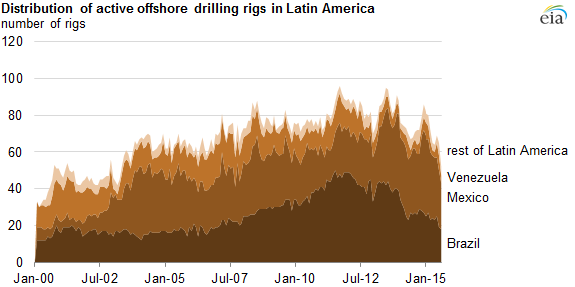 Distribution of active offshore drilling rigs in Latin America
number of rigs
eia
120
100
80
60
40
20
0
rest of Latin America
Venezuela
Mexico
Brazil
Jan-00 Jul-02 Jan-05 Jul-07 Jan-10 Jul-12 Jan-15